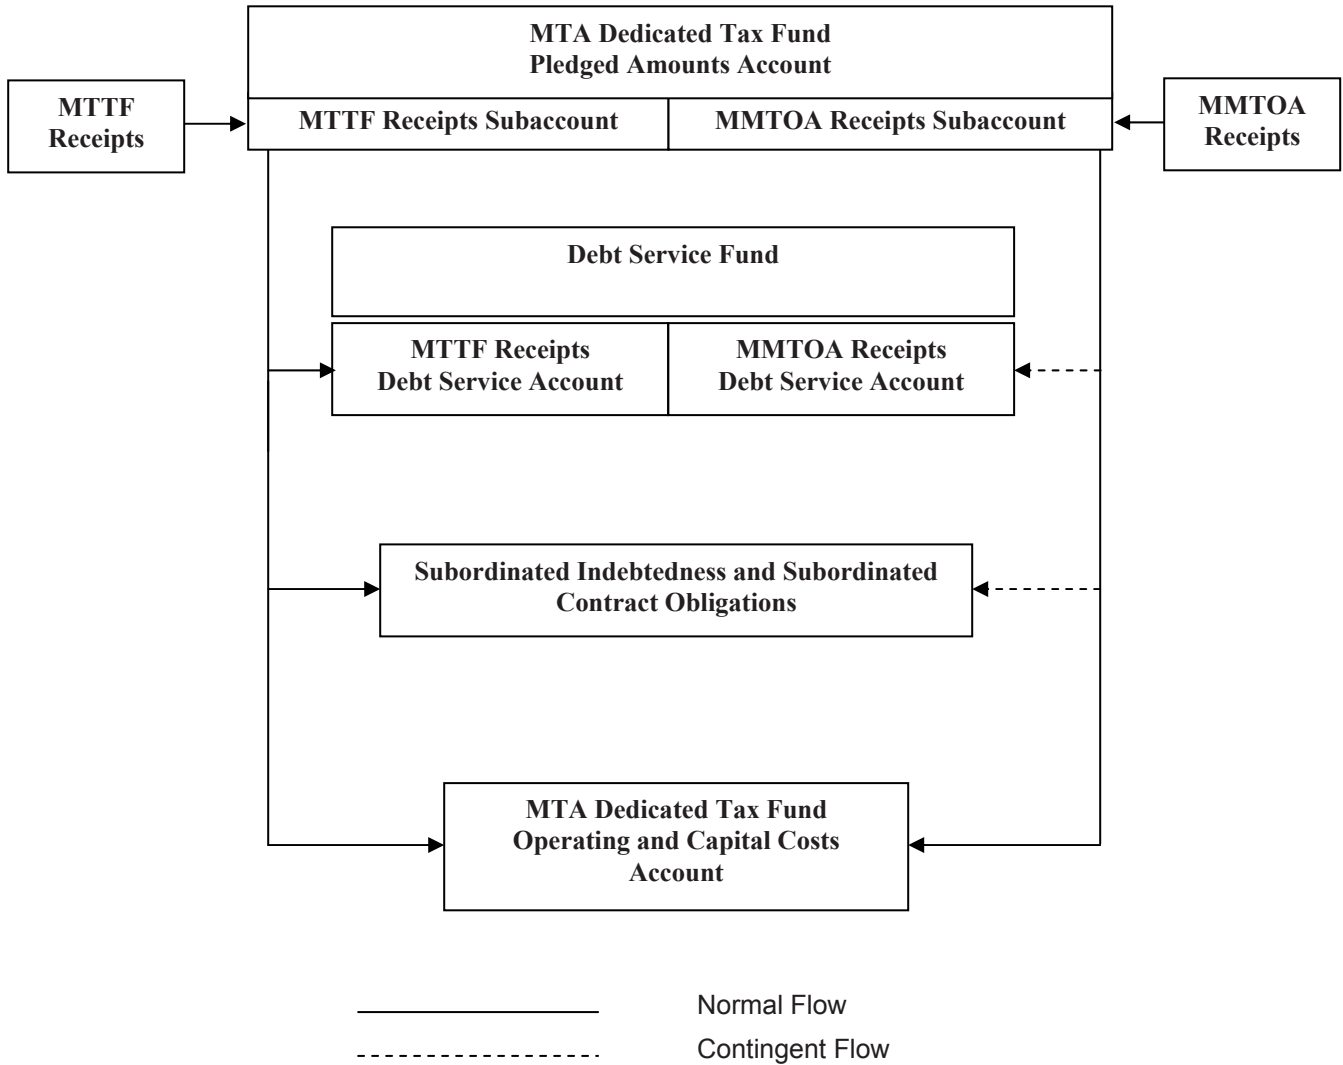 MTA Dedicated Tax Fund
Pledged Amounts Account
MTTF
Receipts
MTTF Receipts Subaccount
MMTOA Receipts Subaccount
MMTOA
Receipts
Debt Service Fund
MTTF Receipts
Debt Service Account
MMTOA Receipts
Debt Service Account
Subordinated Indebtedness and Subordinated
Contract Obligations
MTA Dedicated Tax Fund
Operating and Capital Costs
Account
Normal Flow
Contingent Flow